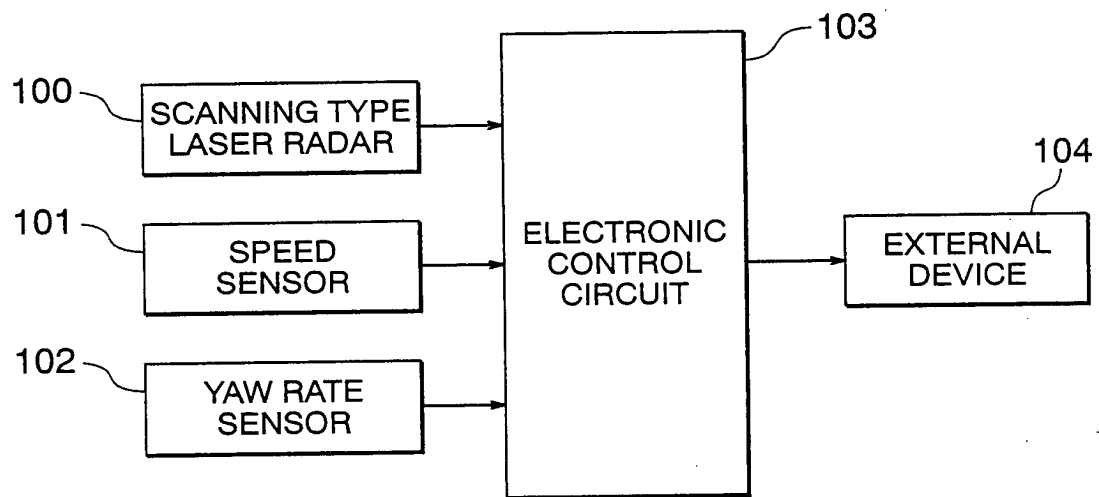 100
SCANNING TYPE
LASER RADAR
101
SPEED
SENSOR
102
YAW RATE
SENSOR
103
ELECTRONIC
CONTROL
CIRCUIT
104
EXTERNAL
DEVICE